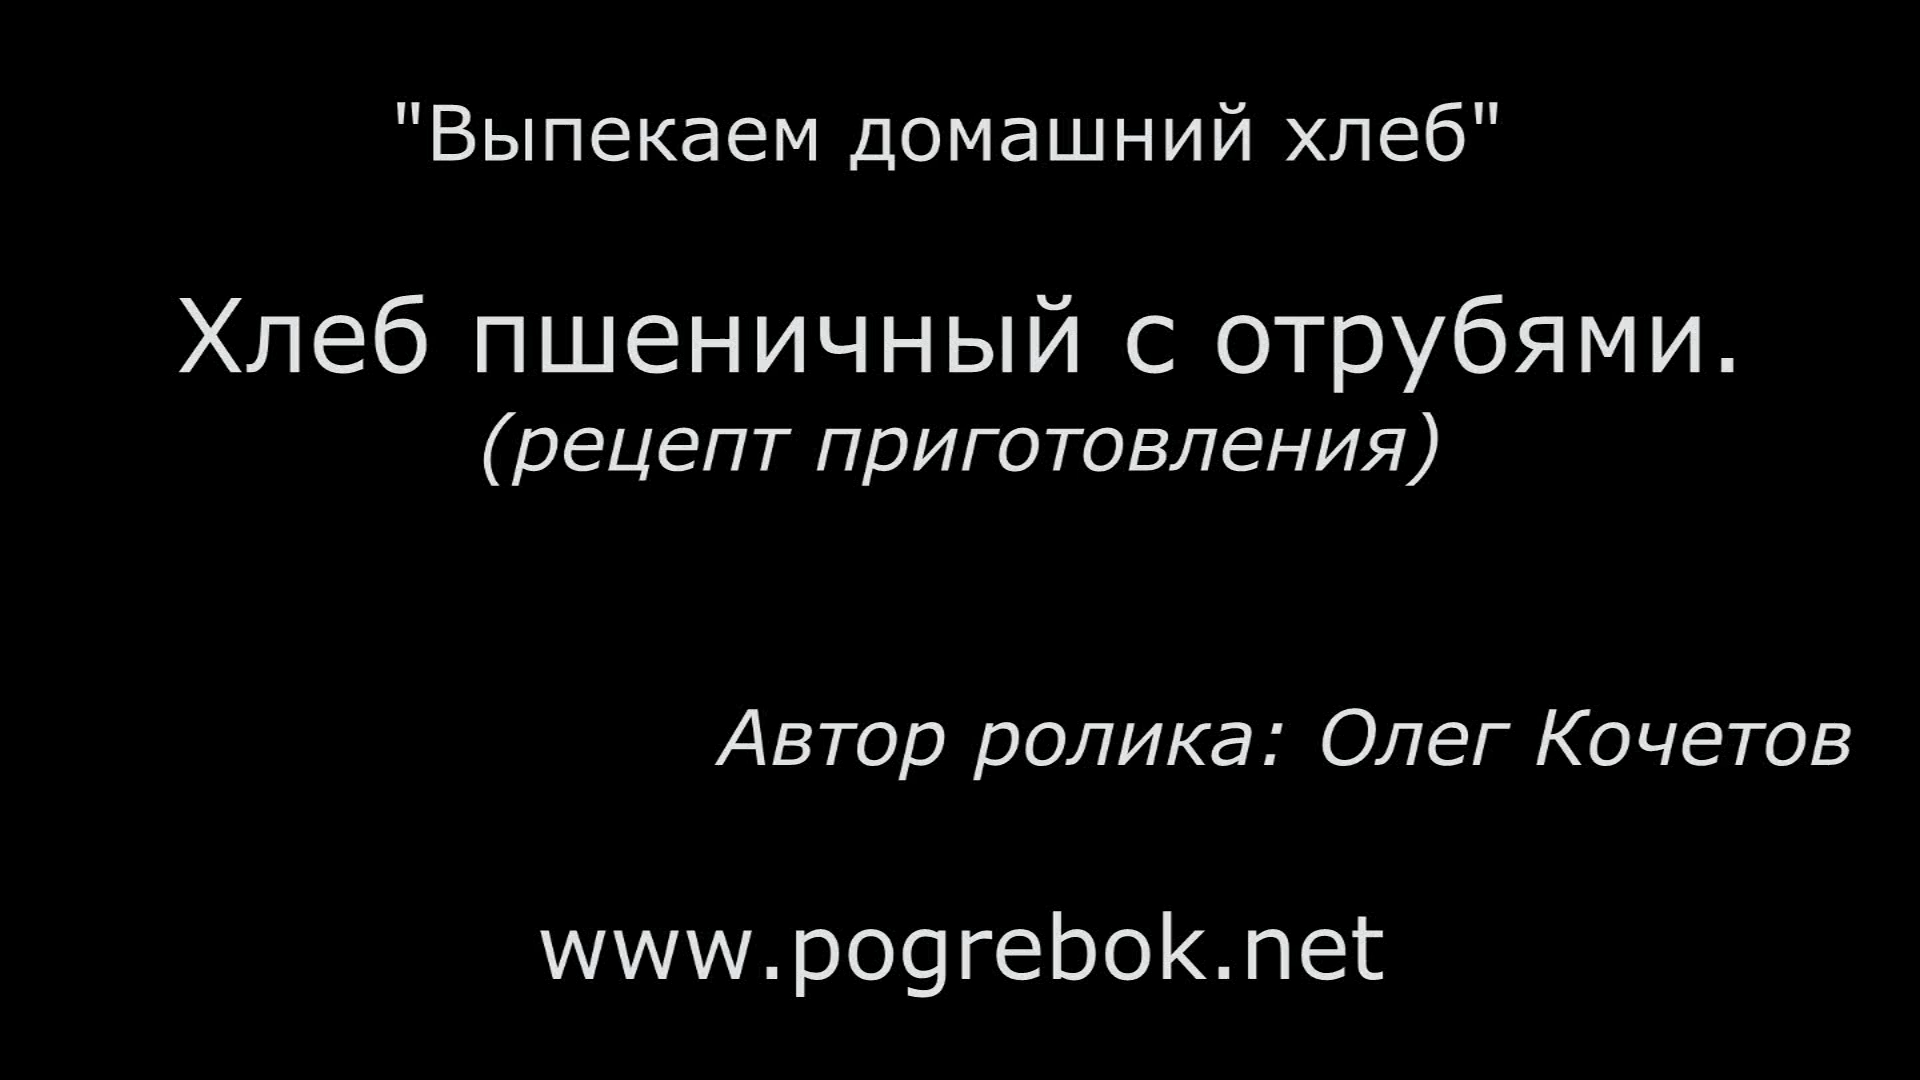 "Выпекаем домашний хлеб"
Хлеб пшеничный с отрубями.
(рецепт приготовления)
Автор ролика: Олег Кочетов
www.pogrebok.net